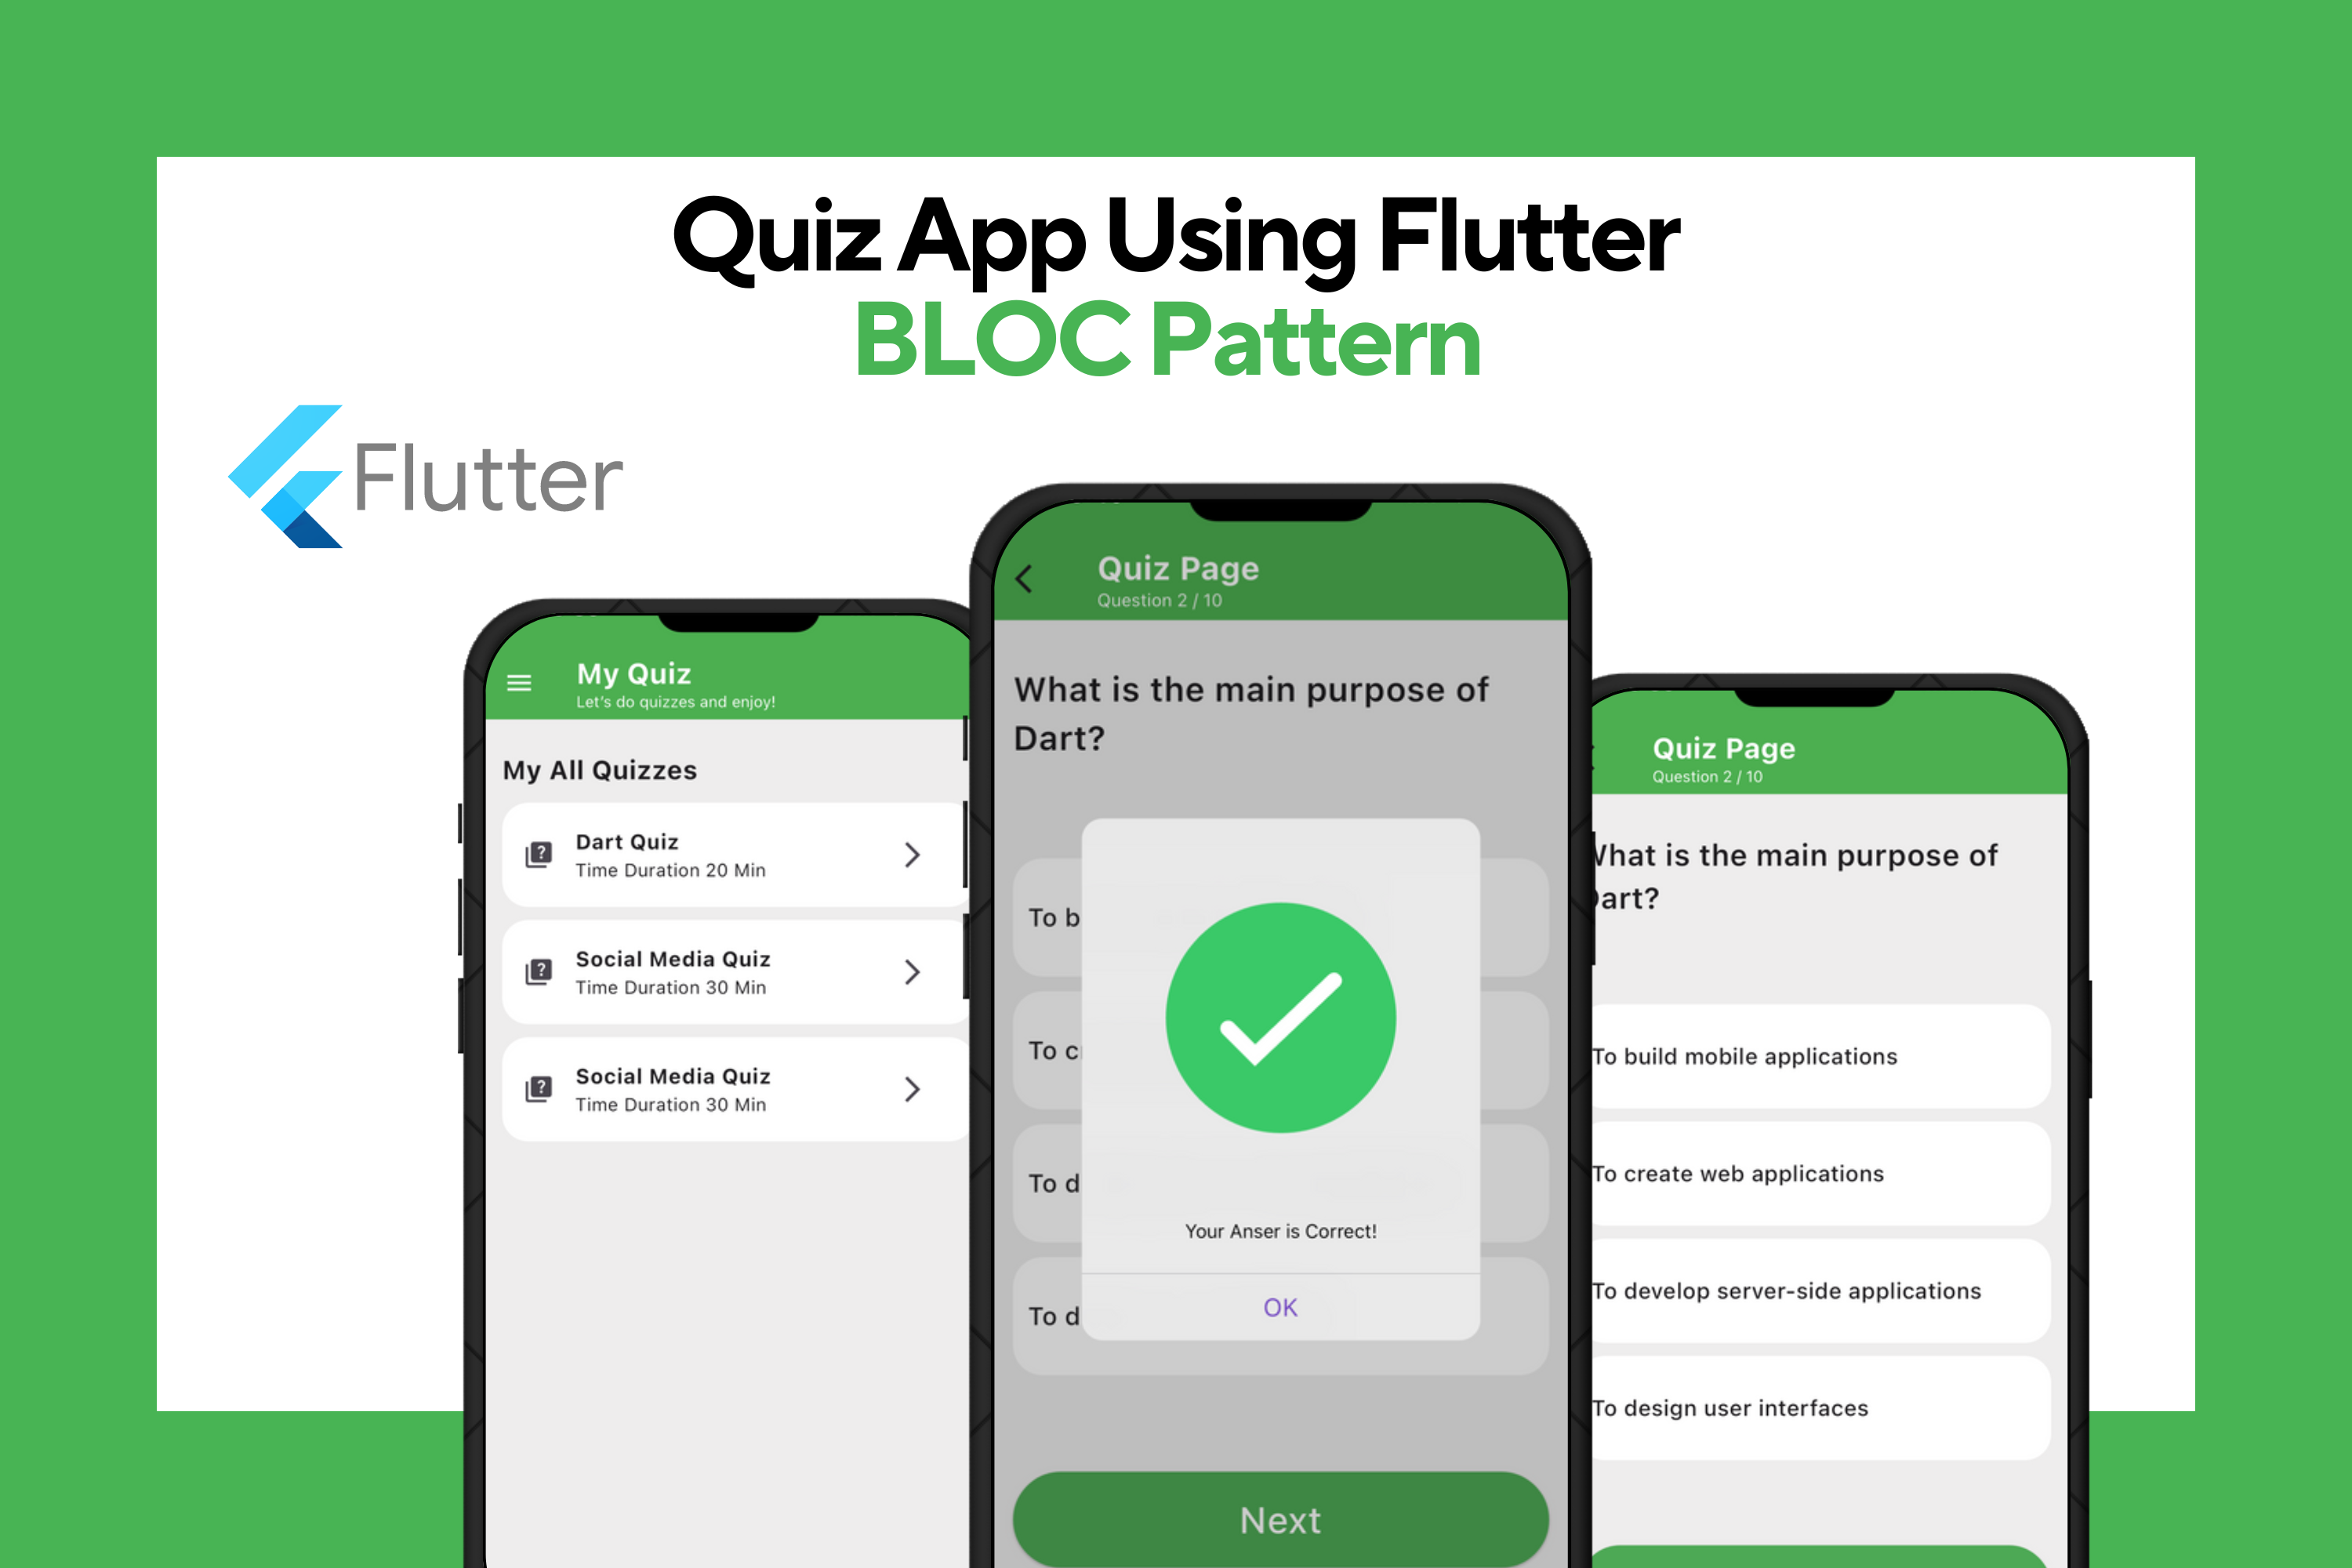 Quiz App Using Flutter
BLOC Pattern
Flutter
My Quiz
Let's do quizzes and enjoy!
My All Quizzes
Dart Quiz
Time Duration 20 Min
Social Media Quiz
Time Duration 30 Min
Social Media Quiz
Time Duration 30 Min
Quiz Page
Question 2 / 10
What is the main purpose of
Dart?
To b
To c
To d
To d
Your Anser is Correct!
OK
Next
Quiz Page
Question 2 / 10
What is the main purpose of
Dart?
To build mobile applications
To create web applications
To develop server-side applications
To design user interfaces